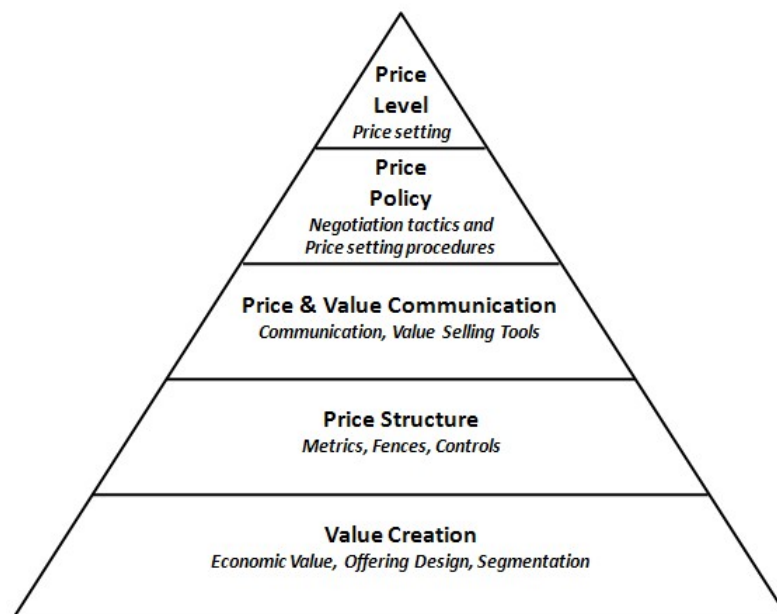 Price
Level
Price setting
Price
Policy
Negotiation tactics and
Price setting procedures
Price & Value Communication
Communication, Value Selling Tools
Price Structure
Metrics, Fences, Controls
Value Creation
Economic Value, Offering Design, Segmentation